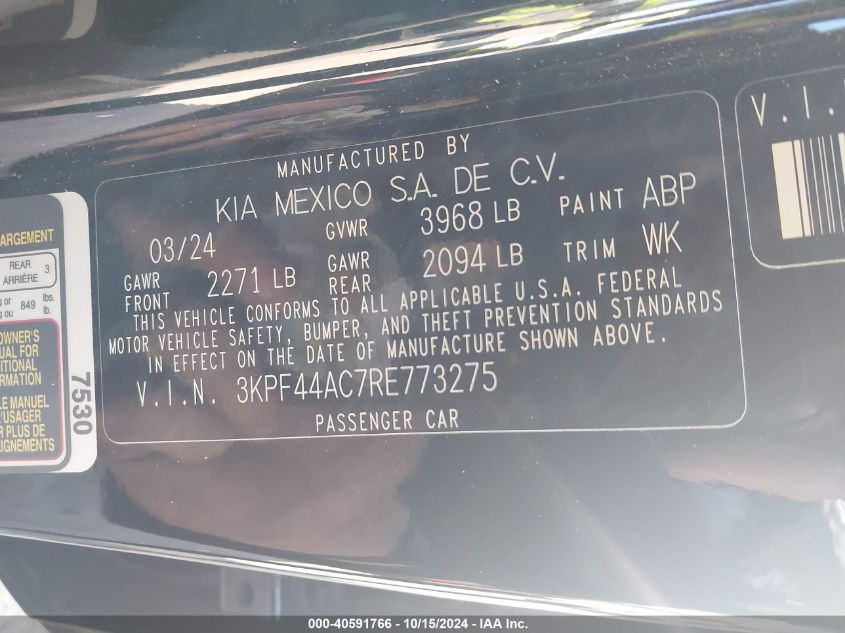 MANUFACTURED BY
KIA MEXICO S.A. DE C.V.
03/24 GVWR 3968 LB PAINT ABP
GAWR FRONT 2271 LB GAWR REAR 2094 LB TRIM WK
THIS VEHICLE CONFORMS TO ALL APPLICABLE U.S.A. FEDERAL
MOTOR VEHICLE SAFETY, BUMPER, AND THEFT PREVENTION STANDARDS
IN EFFECT ON THE DATE OF MANUFACTURE SHOWN ABOVE.
V.I.N. 3KPF44AC7RE773275
PASSENGER CAR
V.I.
ARGEMENT
REAR
ARRIÈRE 3
or 849 lbs.
ou lb.
OWNER'S
UAL FOR
ITIONAL
RMATION
LE MANUEL
L'USAGER
R PLUS DE
EIGNEMENTS
7530
000-40591766 - 10/15/2024 - IAA Inc.